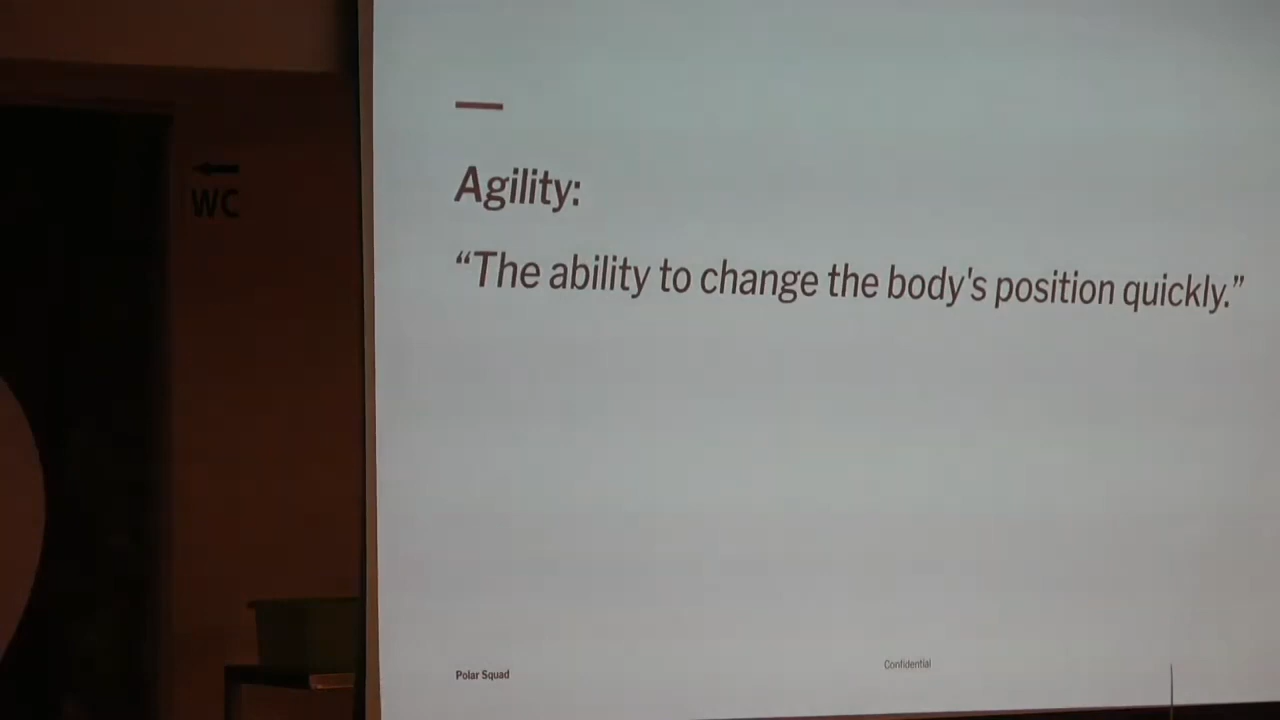 WC
Agility:
“The ability to change the body's position quickly.”
Polar Squad
Confidential